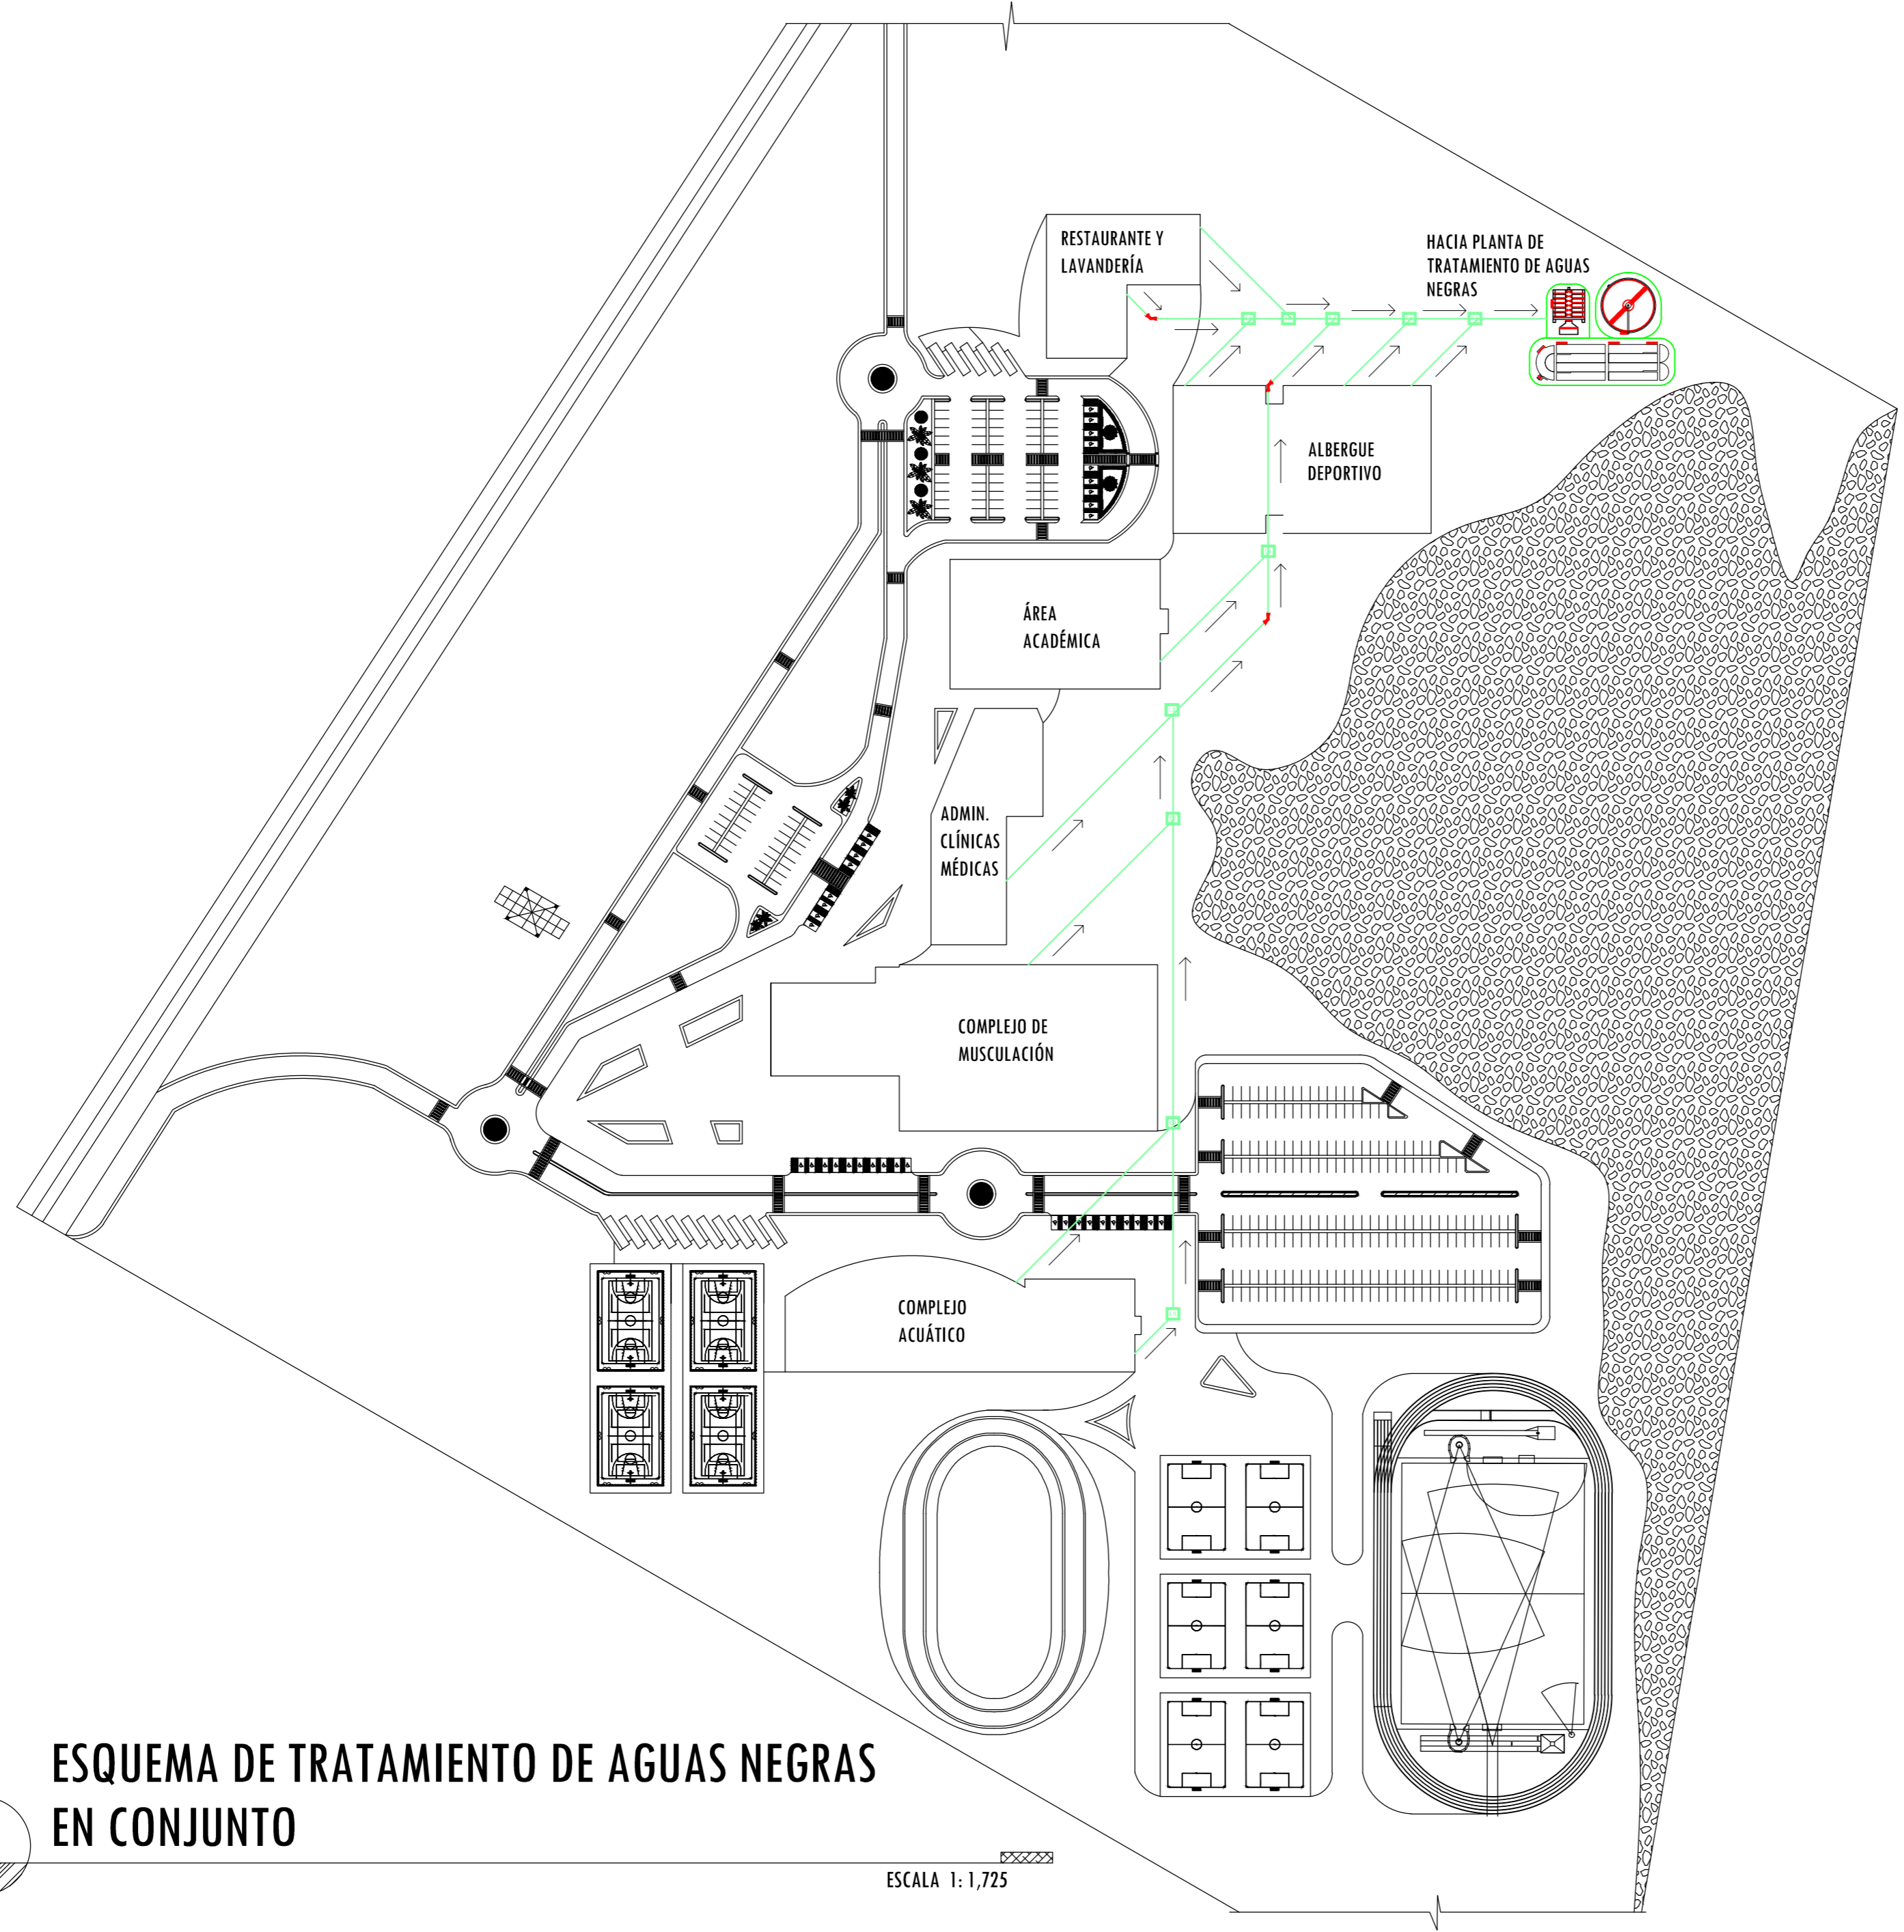 RESTAURANTE Y
LAVANDERÍA
HACIA PLANTA DE
TRATAMIENTO DE AGUAS
NEGRAS
ALBERGUE
DEPORTIVO
ÁREA
ACADÉMICA
ADMIN.
CLÍNICAS
MÉDICAS
COMPLEJO DE
MUSCULACIÓN
COMPLEJO
ACUÁTICO
ESQUEMA DE TRATAMIENTO DE AGUAS NEGRAS
EN CONJUNTO
ESCALA 1: 1,725